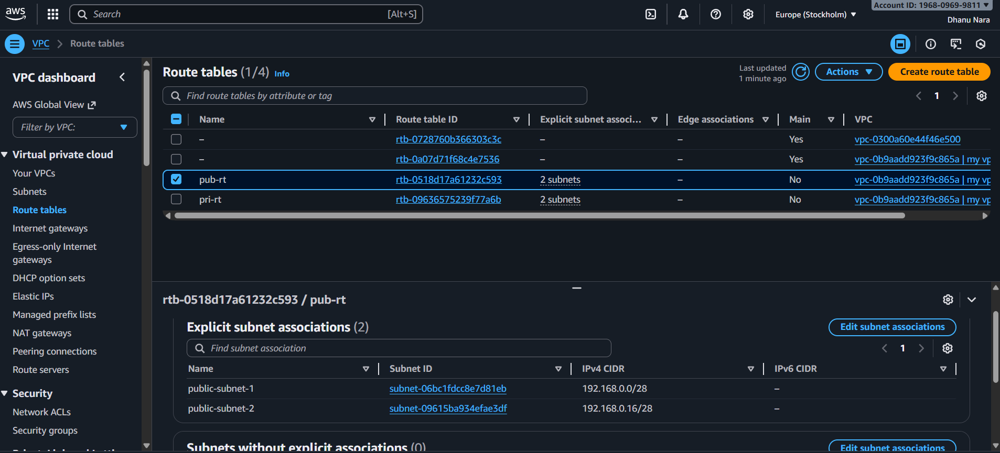 aws
Search [Alt+S]
Europe (Stockholm)
Account ID: 1968-0969-9811
Dhanu Nara
VPC
Route tables
VPC dashboard
AWS Global View
Filter by VPC:
Virtual private cloud
Your VPCs
Subnets
Route tables
Internet gateways
Egress-only Internet
gateways
DHCP option sets
Elastic IPs
Managed prefix lists
NAT gateways
Peering connections
Route servers
Security
Network ACLs
Security groups
Route tables (1/4) Info
Last updated
1 minute ago
Actions
Create route table
Find route tables by attribute or tag
1
Name Route table ID Explicit subnet associ... Edge associations Main VPC
– rtb-0728760b366303c3c – – Yes vpc-0300a60e44f46e500
– rtb-0a07d71f68c4e7536 – – Yes vpc-0b9aadd923f9c865a | my vp
pub-rt rtb-0518d17a61232c593 2 subnets – No vpc-0b9aadd923f9c865a | my vp
pri-rt rtb-09636575239f77a6b 2 subnets – No vpc-0b9aadd923f9c865a | my vp
rtb-0518d17a61232c593 / pub-rt
Explicit subnet associations (2)
Edit subnet associations
Find subnet association
1
Name Subnet ID IPv4 CIDR IPv6 CIDR
public-subnet-1 subnet-06bc1fdcc8e7d81eb 192.168.0.0/28 –
public-subnet-2 subnet-09615ba934efae3df 192.168.0.16/28 –
Subnets without explicit associations (0)
Edit subnet associations